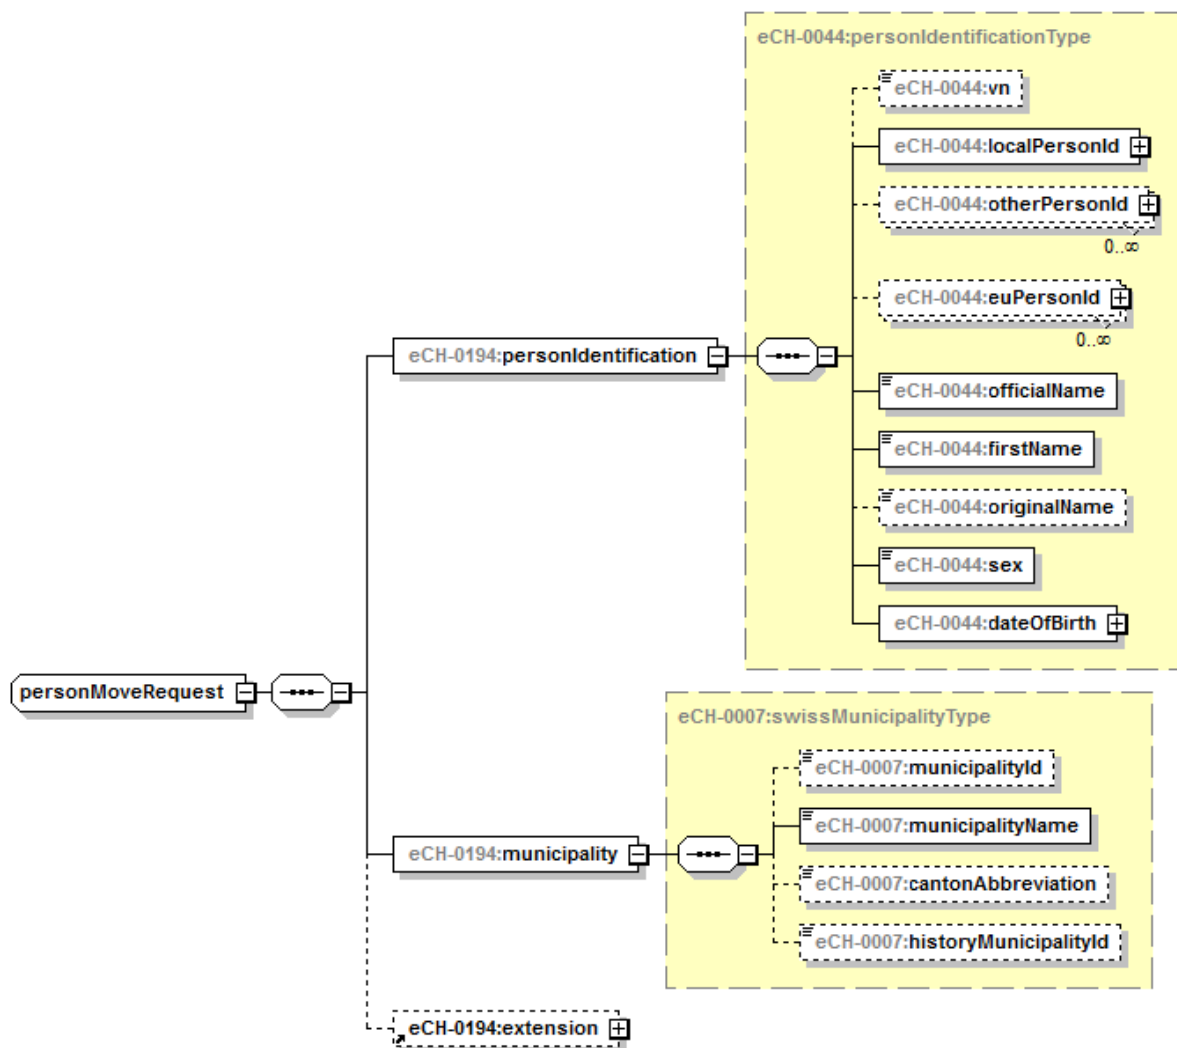 eCH-0044:personIdentificationType
eCH-0044:vn
eCH-0044:localPersonId
eCH-0044:otherPersonId
0..∞
eCH-0044:euPersonId
0..∞
eCH-0194:personIdentification
eCH-0044:officialName
eCH-0044:firstName
eCH-0044:originalName
eCH-0044:sex
eCH-0044:dateOfBirth
personMoveRequest
eCH-0007:swissMunicipalityType
eCH-0007:municipalityId
eCH-0007:municipalityName
eCH-0194:municipality
eCH-0007:cantonAbbreviation
eCH-0007:historyMunicipalityId
eCH-0194:extension